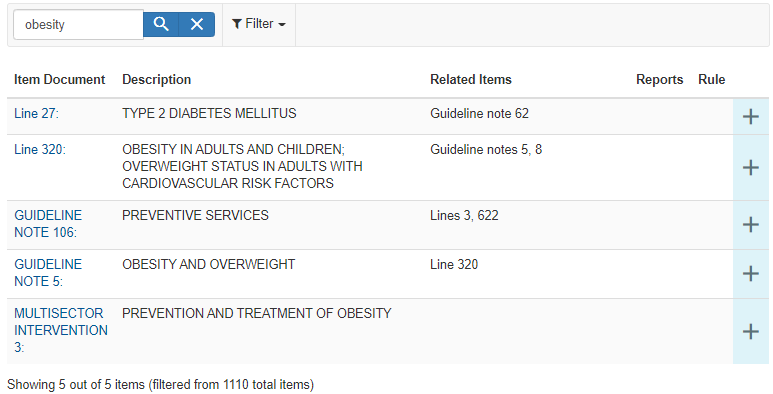 obesity
Filter
Item Document Description Related Items Reports Rule
Line 27: TYPE 2 DIABETES MELLITUS Guideline note 62
Line 320: OBESITY IN ADULTS AND CHILDREN; Guideline notes 5, 8
OVERWEIGHT STATUS IN ADULTS WITH
CARDIOVASCULAR RISK FACTORS
GUIDELINE PREVENTIVE SERVICES Lines 3, 622
NOTE 106:
GUIDELINE OBESITY AND OVERWEIGHT Line 320
NOTE 5:
MULTISECTOR PREVENTION AND TREATMENT OF OBESITY
INTERVENTION
3:
Showing 5 out of 5 items (filtered from 1110 total items)